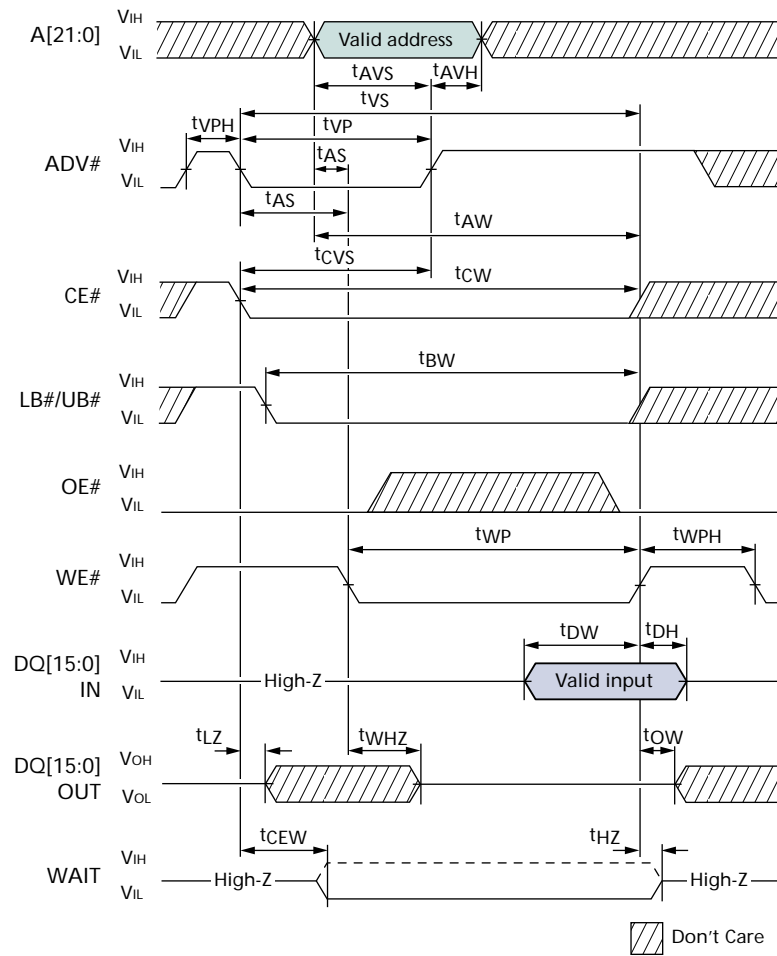 A[21:0] VIH VIL Valid address
tAVS tAVH
tVS
tVPH tVP
ADV# VIH VIL tAS
tAS
tAW
tCVS
CE# VIH VIL tCW
tBW
LB#/UB# VIH VIL
OE# VIH VIL
tWP tWPH
WE# VIH VIL
tDW tDH
DQ[15:0] IN VIH VIL High-Z Valid input
tLZ tWHZ tOW
DQ[15:0] OUT VOH VOL
tCEW tHZ
WAIT VIH VIL High-Z High-Z
Don't Care